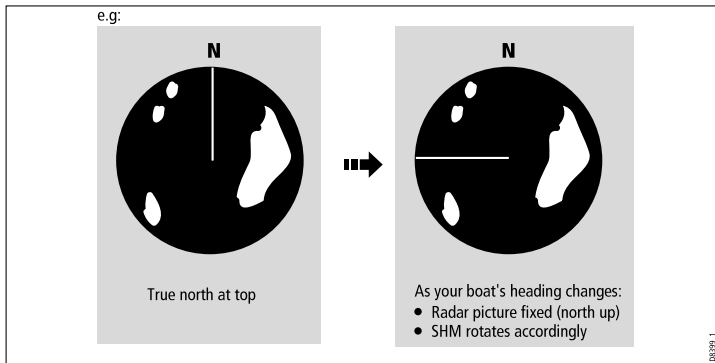 e.g:
N
N
True north at top
As your boat's heading changes:
• Radar picture fixed (north up)
• SHM rotates accordingly
D8399_1